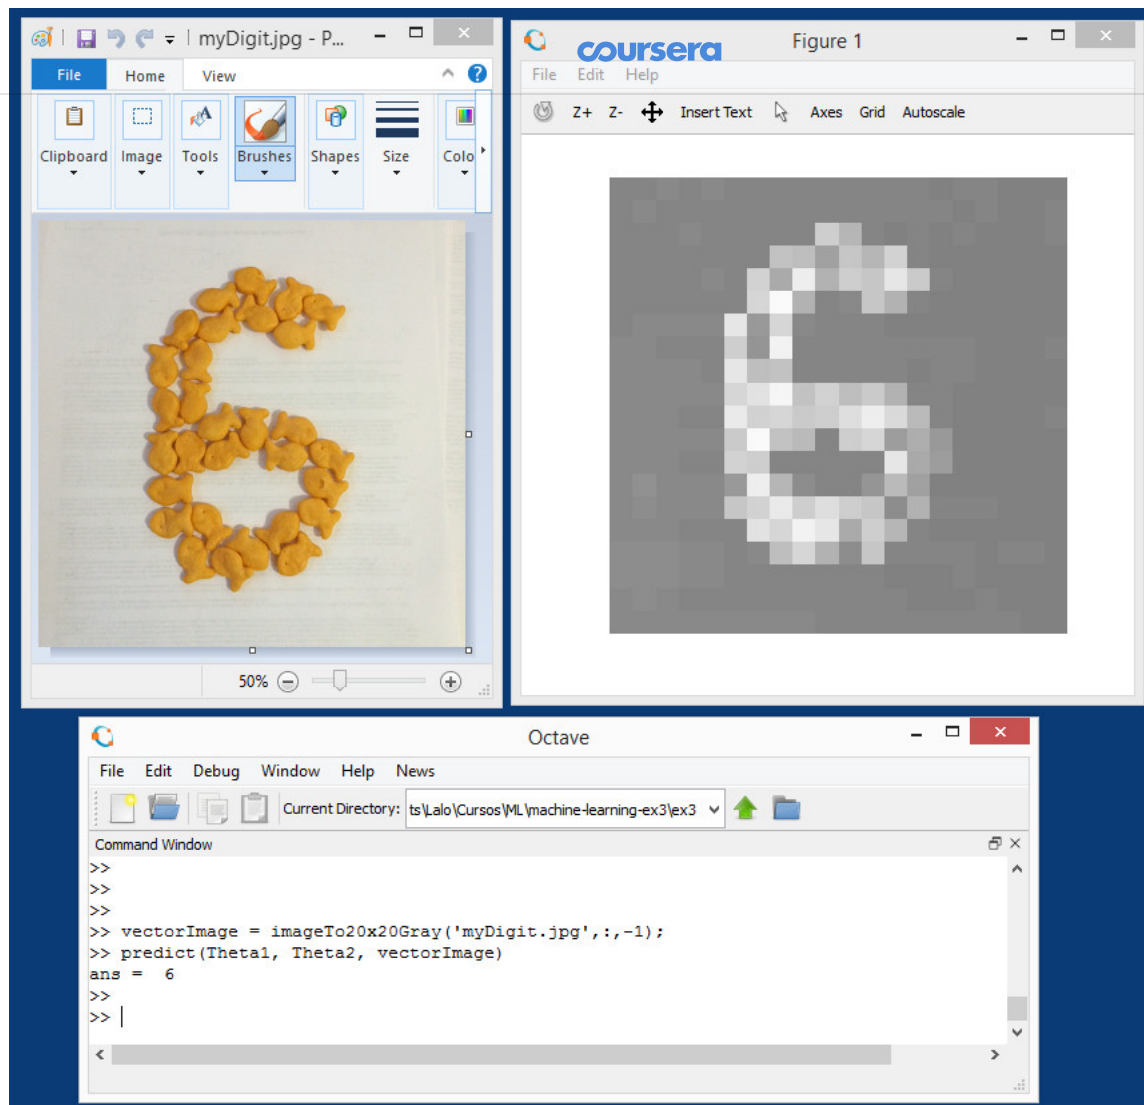 myDigit.jpg - P...
File Home View
Clipboard Image Tools Brushes Shapes Size Colo
50%
coursera
Figure 1
File Edit Help
Z+ Z- Insert Text Axes Grid Autoscale
Octave
File Edit Debug Window Help News
Current Directory: ts\Lalo\Cursos\ML\machine-learning-ex3\ex3
Command Window
>>
>>
>>
>> vectorImage = imageTo20x20Gray('myDigit.jpg',:,-1);
>> predict(Theta1, Theta2, vectorImage)
ans = 6
>>
>>